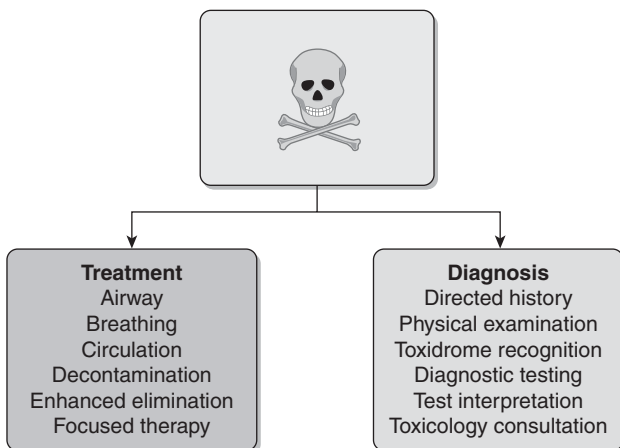 Treatment
Airway
Breathing
Circulation
Decontamination
Enhanced elimination
Focused therapy
Diagnosis
Directed history
Physical examination
Toxidrome recognition
Diagnostic testing
Test interpretation
Toxicology consultation